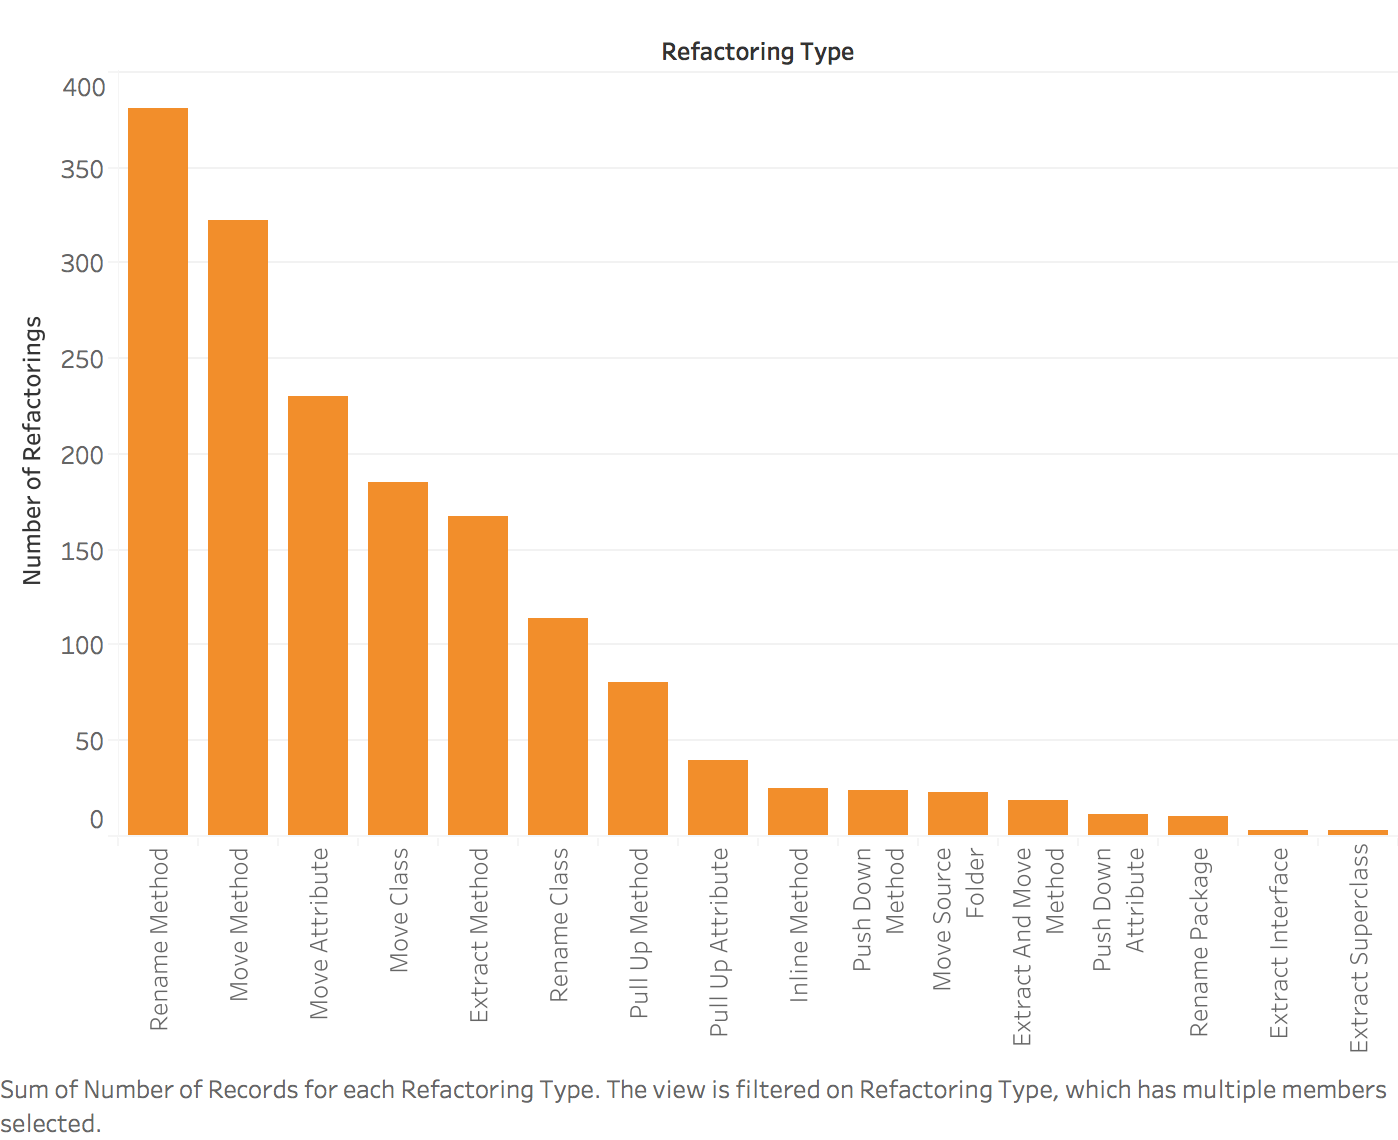 Refactoring Type
400
350
300
250
200
150
100
50
0
Number of Refactorings
Rename Method
Move Method
Move Attribute
Move Class
Extract Method
Rename Class
Pull Up Method
Pull Up Attribute
Inline Method
Push Down
Method
Move Source
Folder
Extract And Move
Method
Push Down
Attribute
Rename Package
Extract Interface
Extract Superclass
Sum of Number of Records for each Refactoring Type. The view is filtered on Refactoring Type, which has multiple members
selected.